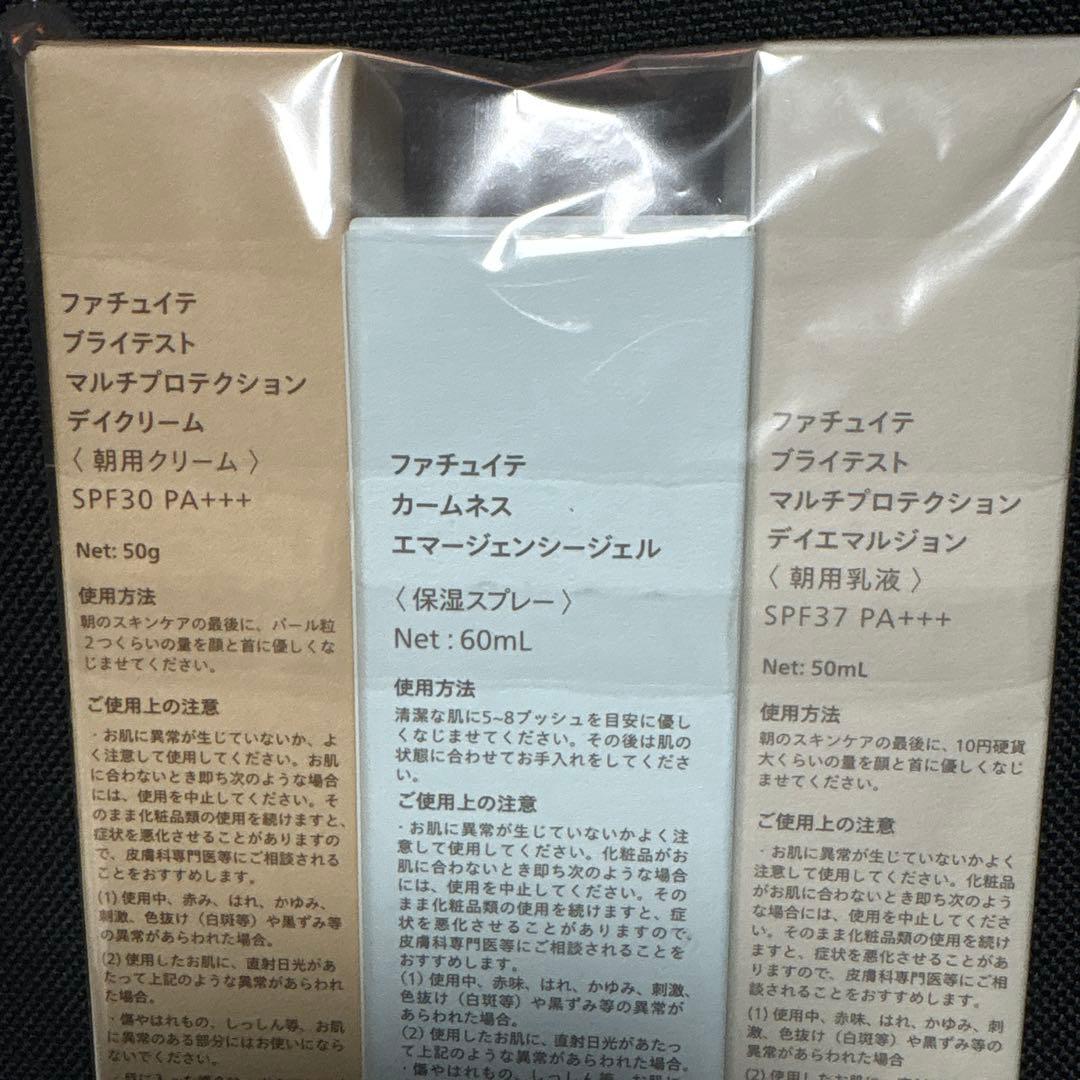 ファチュイテ
ブライテスト
マルチプロテクション
デイクリーム
〈 朝用クリーム 〉
SPF30 PA+++
Net: 50g
使用方法
朝のスキンケアの最後に、パール粒
2つくらいの量を顔と首に優しくな
じませてください。
ご使用上の注意
・お肌に異常が生じていないか、よ
く注意して使用してください。お肌
に合わないとき即ち次のような場合
には、使用を中止してください。そ
のまま化粧品類の使用を続けますと、
症状を悪化させることがありますの
で、皮膚科専門医等にご相談される
ことをおすすめします。
(1) 使用中、赤み、はれ、かゆみ、
刺激、色抜け（白斑等）や黒ずみ等
の異常があらわれた場合。
(2) 使用したお肌に、直射日光があ
たって上記のような異常があらわれ
た場合。
・傷やはれもの、しっしん等、お肌
に異常のある部分にはお使いになら
ないでください。
ファチュイテ
カームネス
エマージェンシージェル
〈 保湿スプレー 〉
Net : 60mL
使用方法
清潔な肌に5~8プッシュを目安に優し
くなじませてください。その後は肌の
状態に合わせてお手入れをしてくださ
い。
ご使用上の注意
・お肌に異常が生じていないかよく注
意して使用してください。化粧品がお
肌に合わないとき即ち次のような場合
には、使用を中止してください。その
まま化粧品類の使用を続けますと、症
状を悪化させることがありますので、
皮膚科専門医等にご相談されることを
おすすめします。
(1) 使用中、赤味、はれ、かゆみ、刺激、
色抜け（白斑等）や黒ずみ等の異常が
あらわれた場合。
(2) 使用したお肌に、直射日光があたっ
て上記のような異常があらわれた場合。
・傷やはれもの、しっしん等、お肌に
ファチュイテ
ブライテスト
マルチプロテクション
デイエマルジョン
〈 朝用乳液 〉
SPF37 PA+++
Net: 50mL
使用方法
朝のスキンケアの最後に、10円硬貨
大くらいの量を顔と首に優しくなじ
ませてください。
ご使用上の注意
・お肌に異常が生じていないかよく
注意して使用してください。化粧品
がお肌に合わないとき即ち次のよう
な場合には、使用を中止してくださ
い。そのまま化粧品類の使用を続け
ますと、症状を悪化させることがあ
りますので、皮膚科専門医等にご相
談されることをおすすめします。
(1) 使用中、赤味、はれ、かゆみ、刺
激、色抜け（白斑等）や黒ずみ等の
異常があらわれた場合
(2) 使用したお肌に、直射日光があ